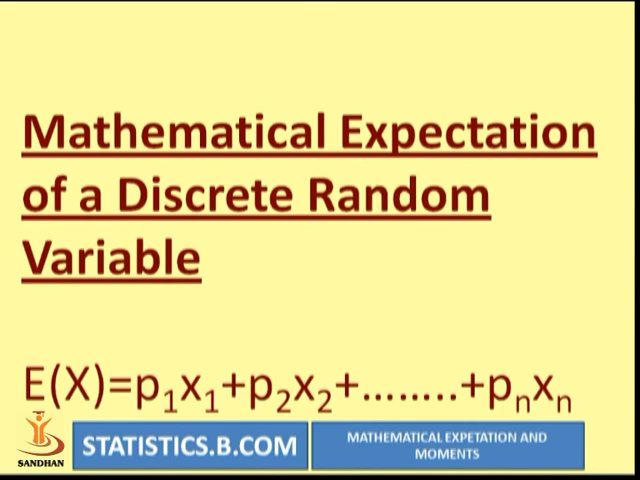 Mathematical Expectation
of a Discrete Random
Variable
E(X)=p₁x₁+p₂x₂+........+pₙxₙ
SANDHAN
STATISTICS.B.COM
MATHEMATICAL EXPETATION AND
MOMENTS